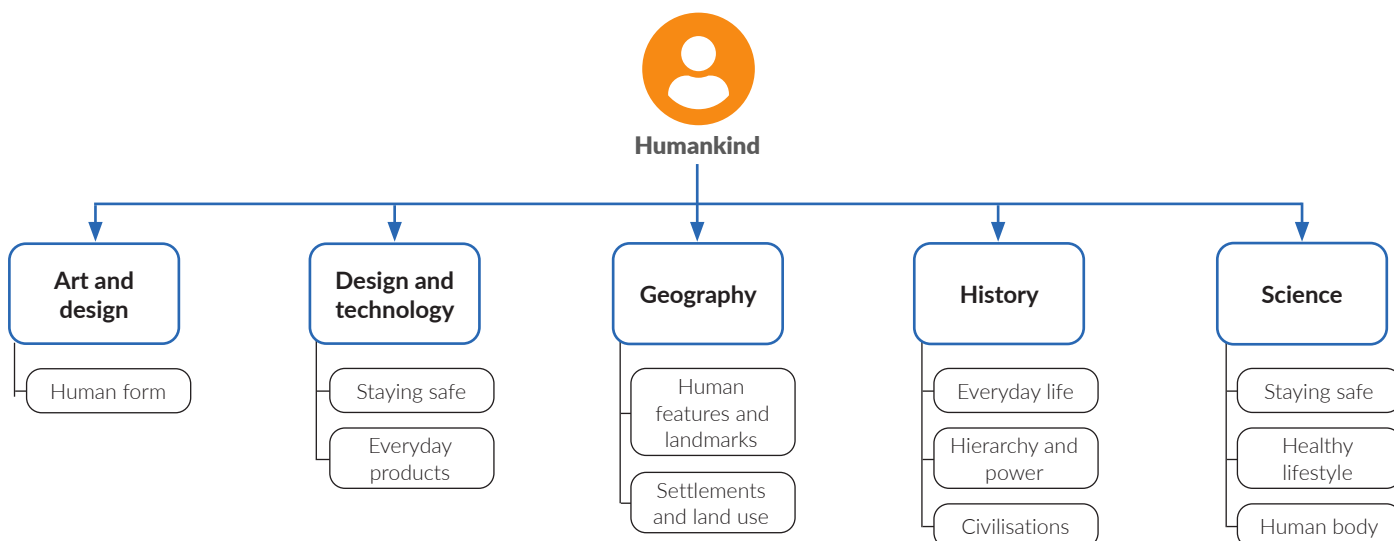 Humankind
Art and
design
Design and
technology
Geography
History
Science
Human form
Staying safe
Everyday
products
Human
features and
landmarks
Settlements
and land use
Everyday life
Hierarchy and
power
Civilisations
Staying safe
Healthy
lifestyle
Human body